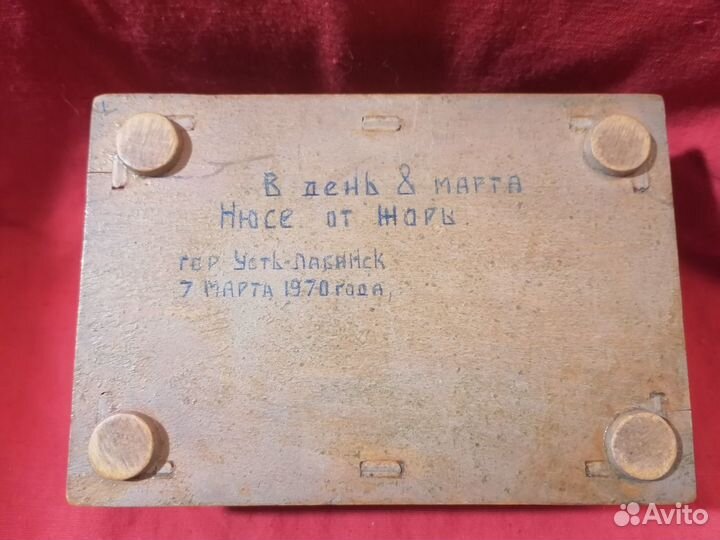 В день 8 марта
Нюсе от Жоры
гор Усть-Лабинск
7 марта 1970 года,
Avito